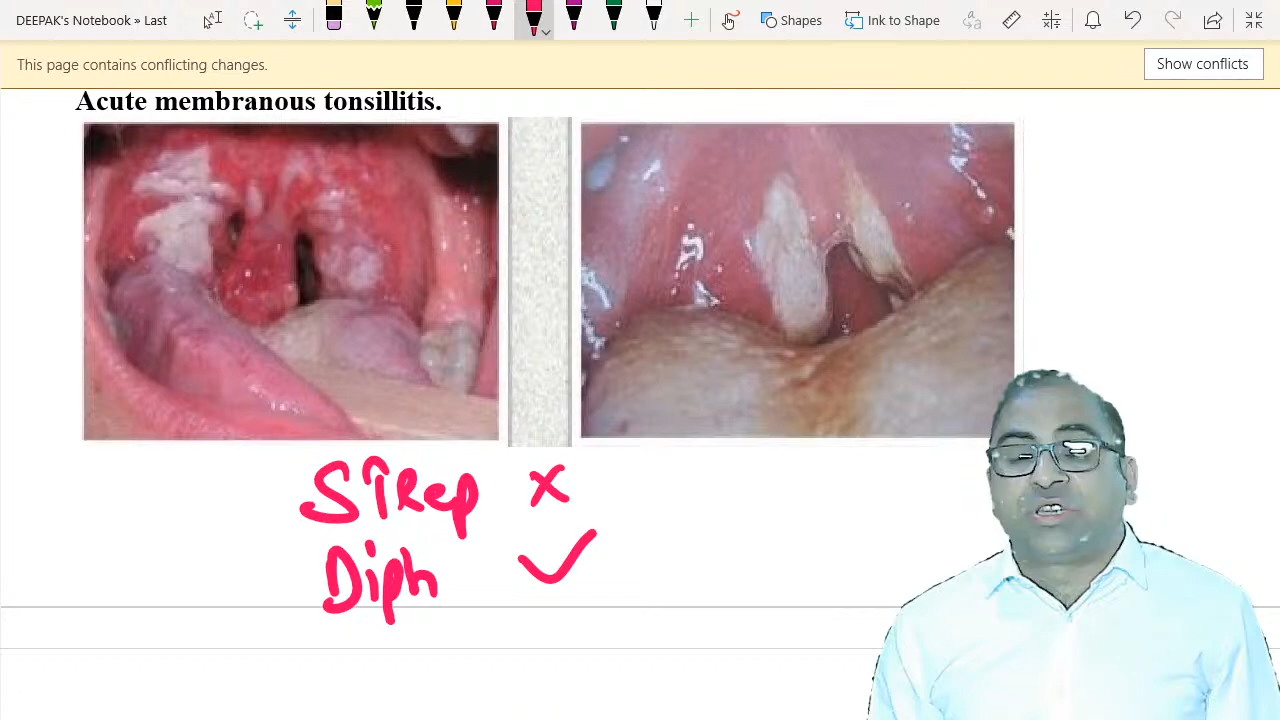 DEEPAK's Notebook » Last
Shapes
Ink to Shape
This page contains conflicting changes.
Show conflicts
Acute membranous tonsillitis.
STRep x
Diph ✓